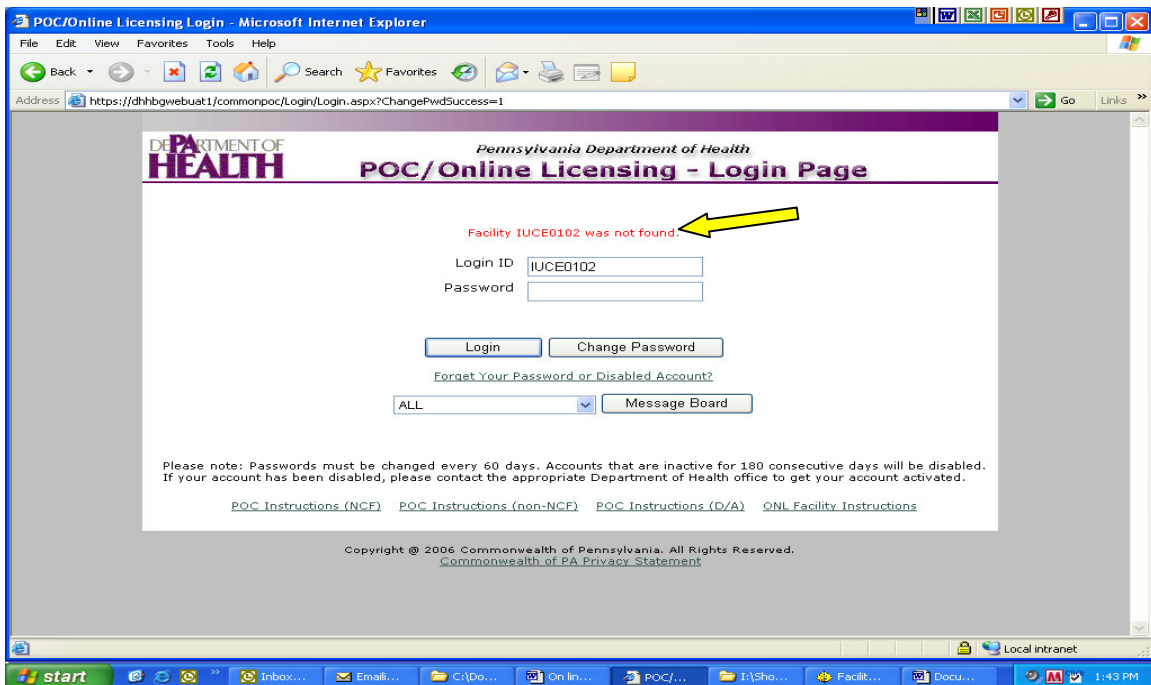 POC/Online Licensing Login - Microsoft Internet Explorer
File Edit View Favorites Tools Help
Back Search Favorites
Address https://dhhbgwebuat1/commonpoc/Login/Login.aspx?ChangePwdSuccess=1 Go Links »
DEPARTMENT OF
HEALTH
Pennsylvania Department of Health
POC/Online Licensing - Login Page
Facility IUCE0102 was not found.
Login ID IUCE0102
Password
Login Change Password
Forget Your Password or Disabled Account?
ALL Message Board
Please note: Passwords must be changed every 60 days. Accounts that are inactive for 180 consecutive days will be disabled.
If your account has been disabled, please contact the appropriate Department of Health office to get your account activated.
POC Instructions (NCF) POC Instructions (non-NCF) POC Instructions (D/A) ONL Facility Instructions
Copyright @ 2006 Commonwealth of Pennsylvania. All Rights Reserved.
Commonwealth of PA Privacy Statement
Local intranet
start » Inbox... Emaili... C:\Do... On lin... POC/... I:\Sho... Facilit... Docu... 1:43 PM